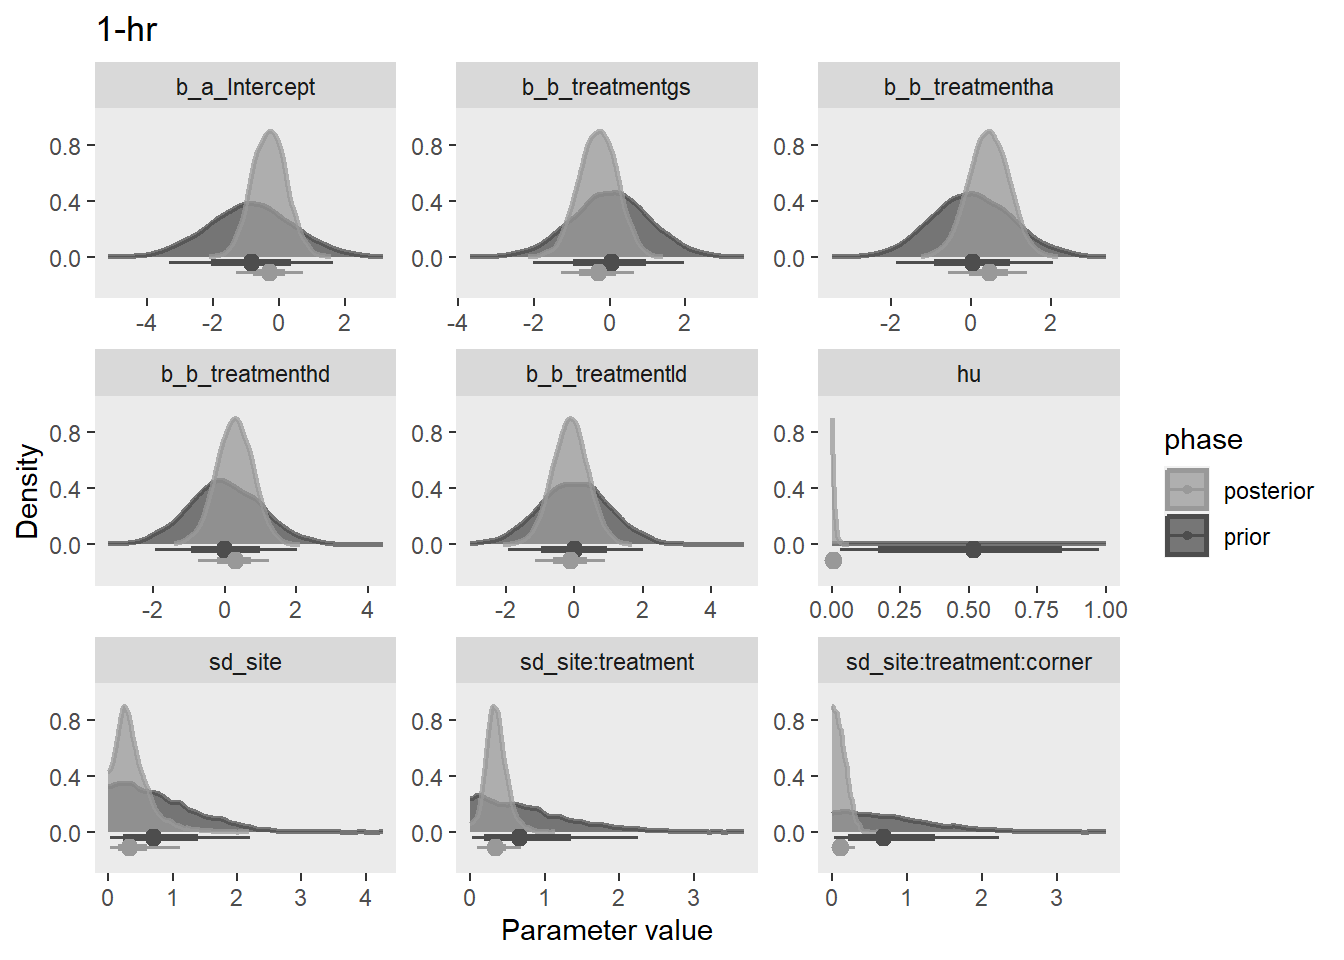 1-hr
b_a_Intercept
b_b_treatmentgs
b_b_treatmentha
0.8
0.4
0.0
-4 -2 0 2
0.8
0.4
0.0
-4 -2 0 2
0.8
0.4
0.0
-2 0 2
b_b_treatmenthd
b_b_treatmentld
hu
0.8
0.4
0.0
-2 0 2 4
0.8
0.4
0.0
-2 0 2 4
0.8
0.4
0.0
0.00 0.25 0.50 0.75 1.00
sd_site
sd_site:treatment
sd_site:treatment:corner
0.8
0.4
0.0
0 1 2 3 4
0.8
0.4
0.0
0 1 2 3
0.8
0.4
0.0
0 1 2 3
Density
Parameter value
phase
posterior
prior